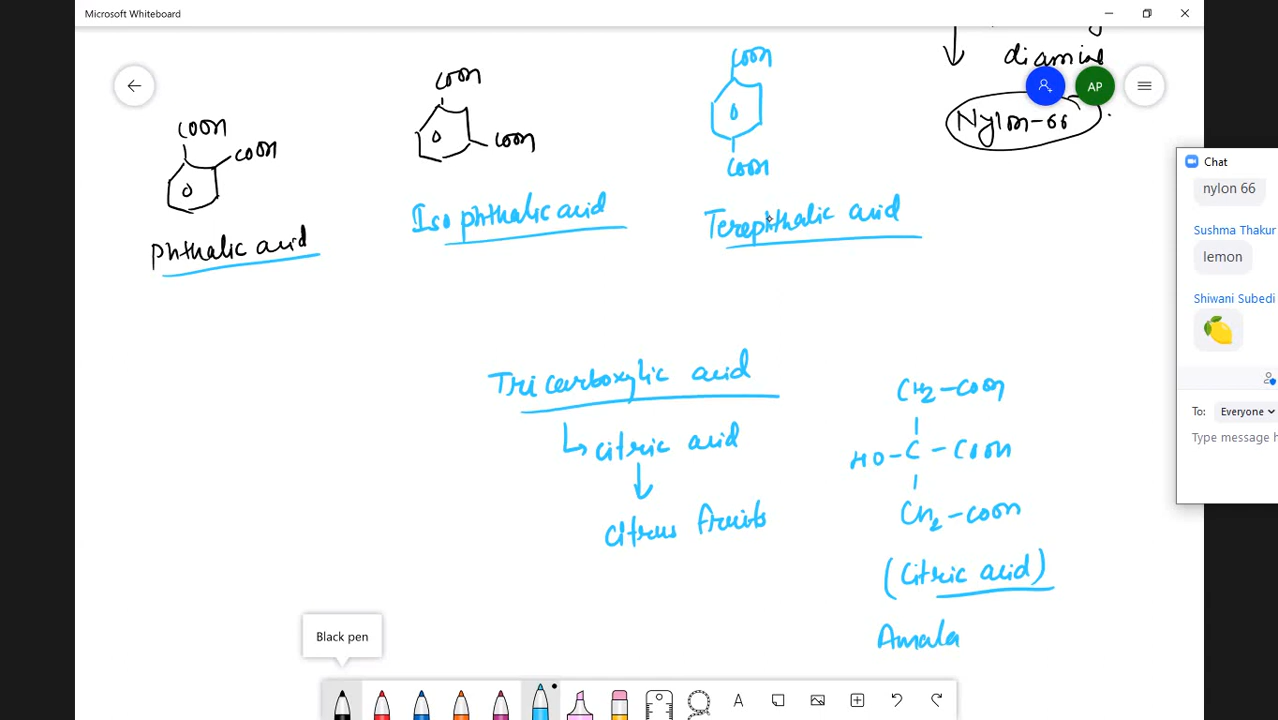 Microsoft Whiteboard
diamine
AP
Nylon-66
COOH
COOH
COOH
COOH
COOH
COOH
Phthalic acid
Isophthalic acid
Terephthalic acid
Tricarboxylic acid
citric acid
Citrus fruits
CH2-COOH
HO-C-COOH
CH2-COOH
(Citric acid)
Amala
Black pen
A
Chat
nylon 66
Sushma Thakur
lemon
Shiwani Subedi
To: Everyone
Type message h